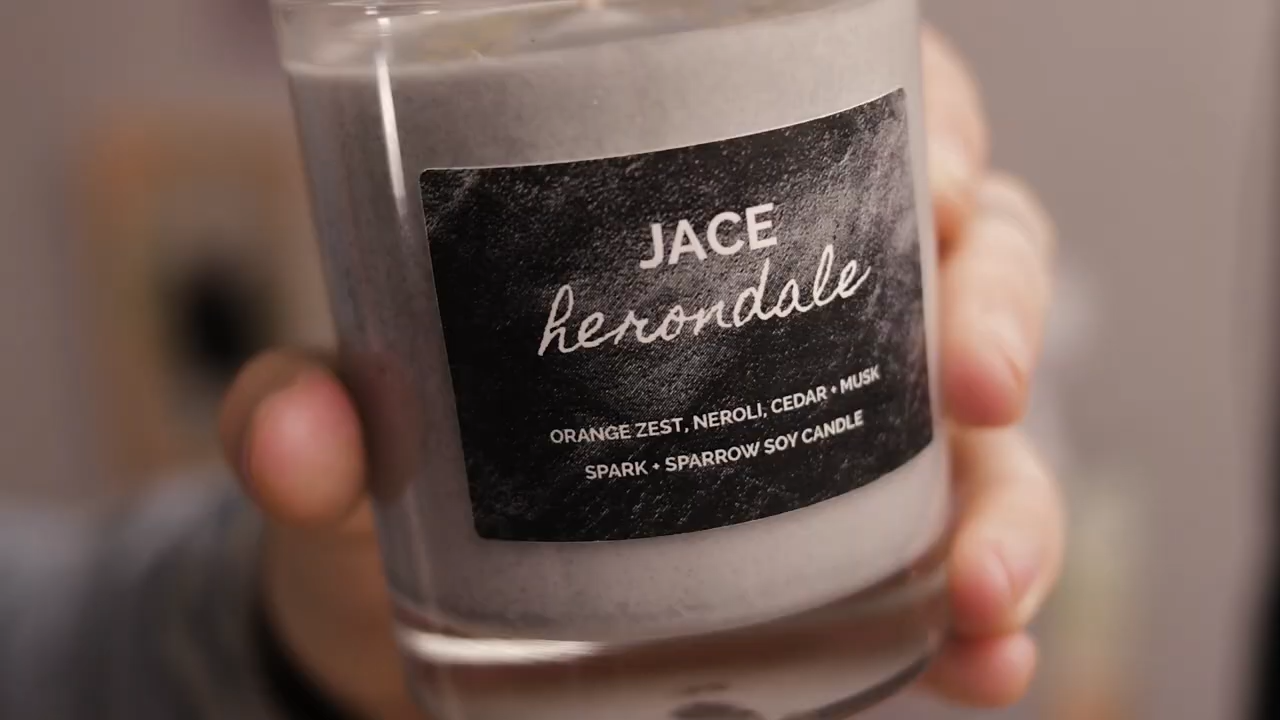 JACE
herondale
ORANGE ZEST, NEROLI, CEDAR + MUSK
SPARK + SPARROW SOY CANDLE